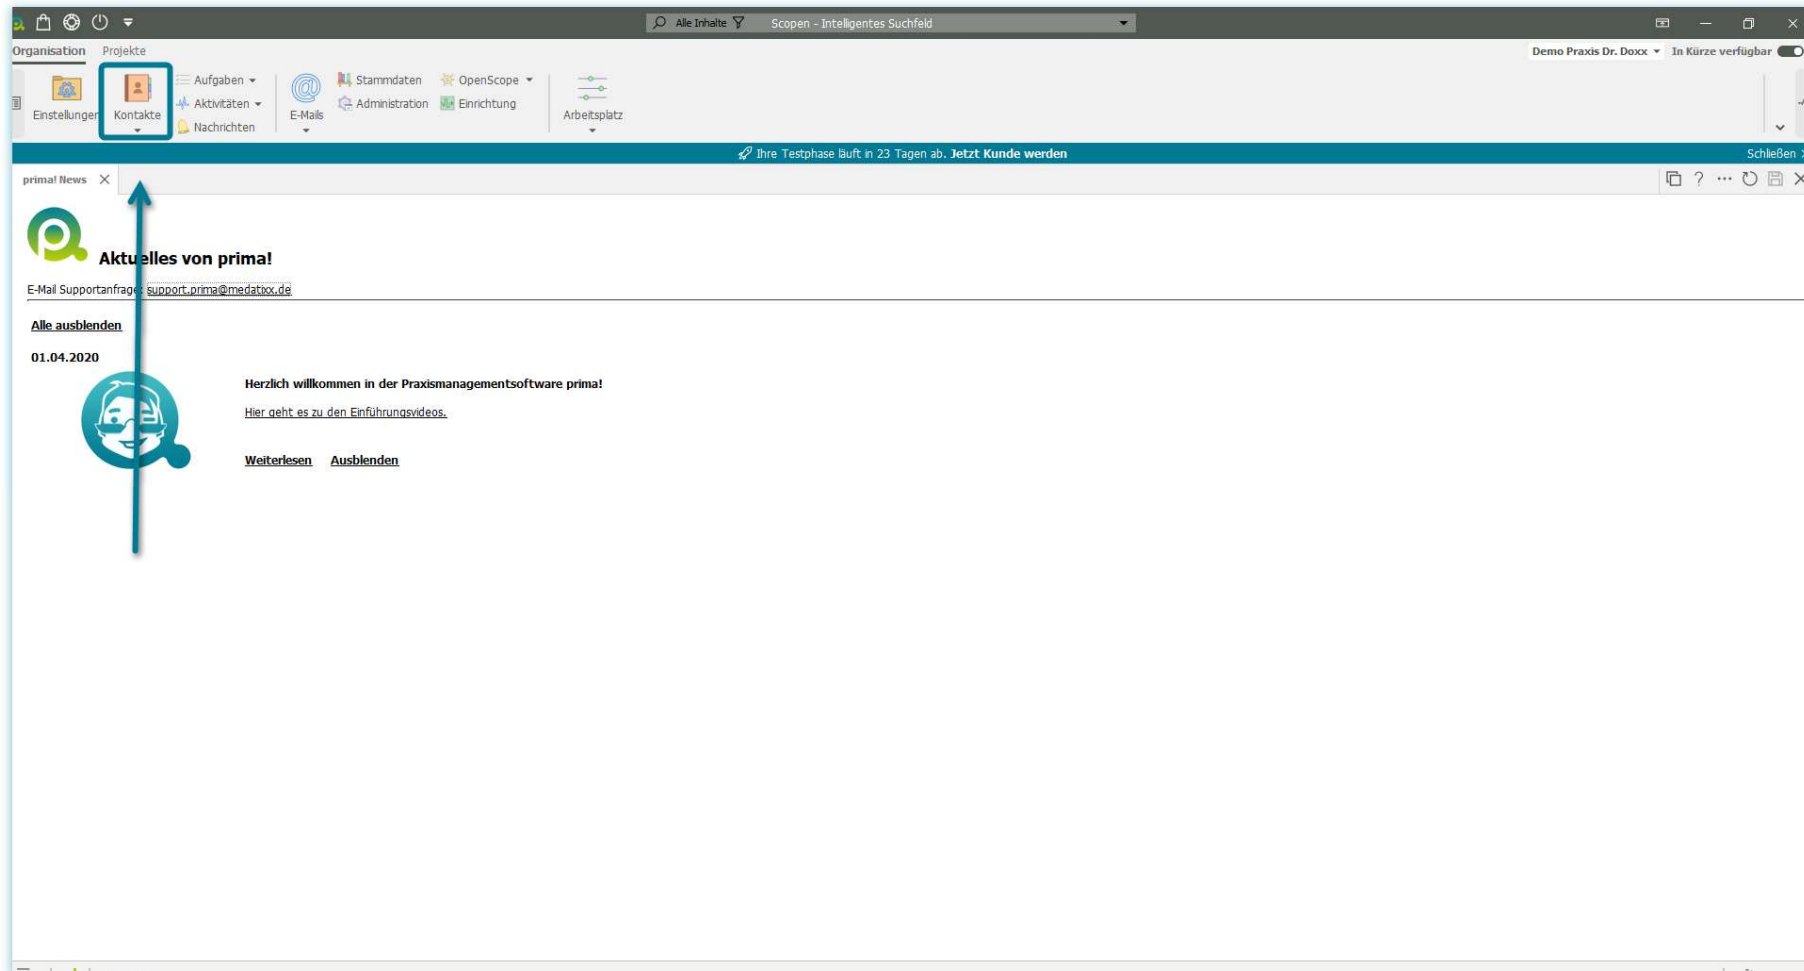 Alle Inhalte Scopen - Intelligentes Suchfeld
Organisation Projekte
Demo Praxis Dr. Doxx In Kürze verfügbar
Einstellungen
Kontakte
Aufgaben
Aktivitäten
Nachrichten
E-Mails
Stammdaten
Administration
OpenScope
Einrichtung
Arbeitsplatz
Ihre Testphase läuft in 23 Tagen ab. Jetzt Kunde werden
Schließen
prima! News
Aktuelles von prima!
E-Mail Supportanfrage: support.prima@medatixx.de
Alle ausblenden
01.04.2020
Herzlich willkommen in der Praxismanagementsoftware prima!
Hier geht es zu den Einführungsvideos.
Weiterlesen Ausblenden